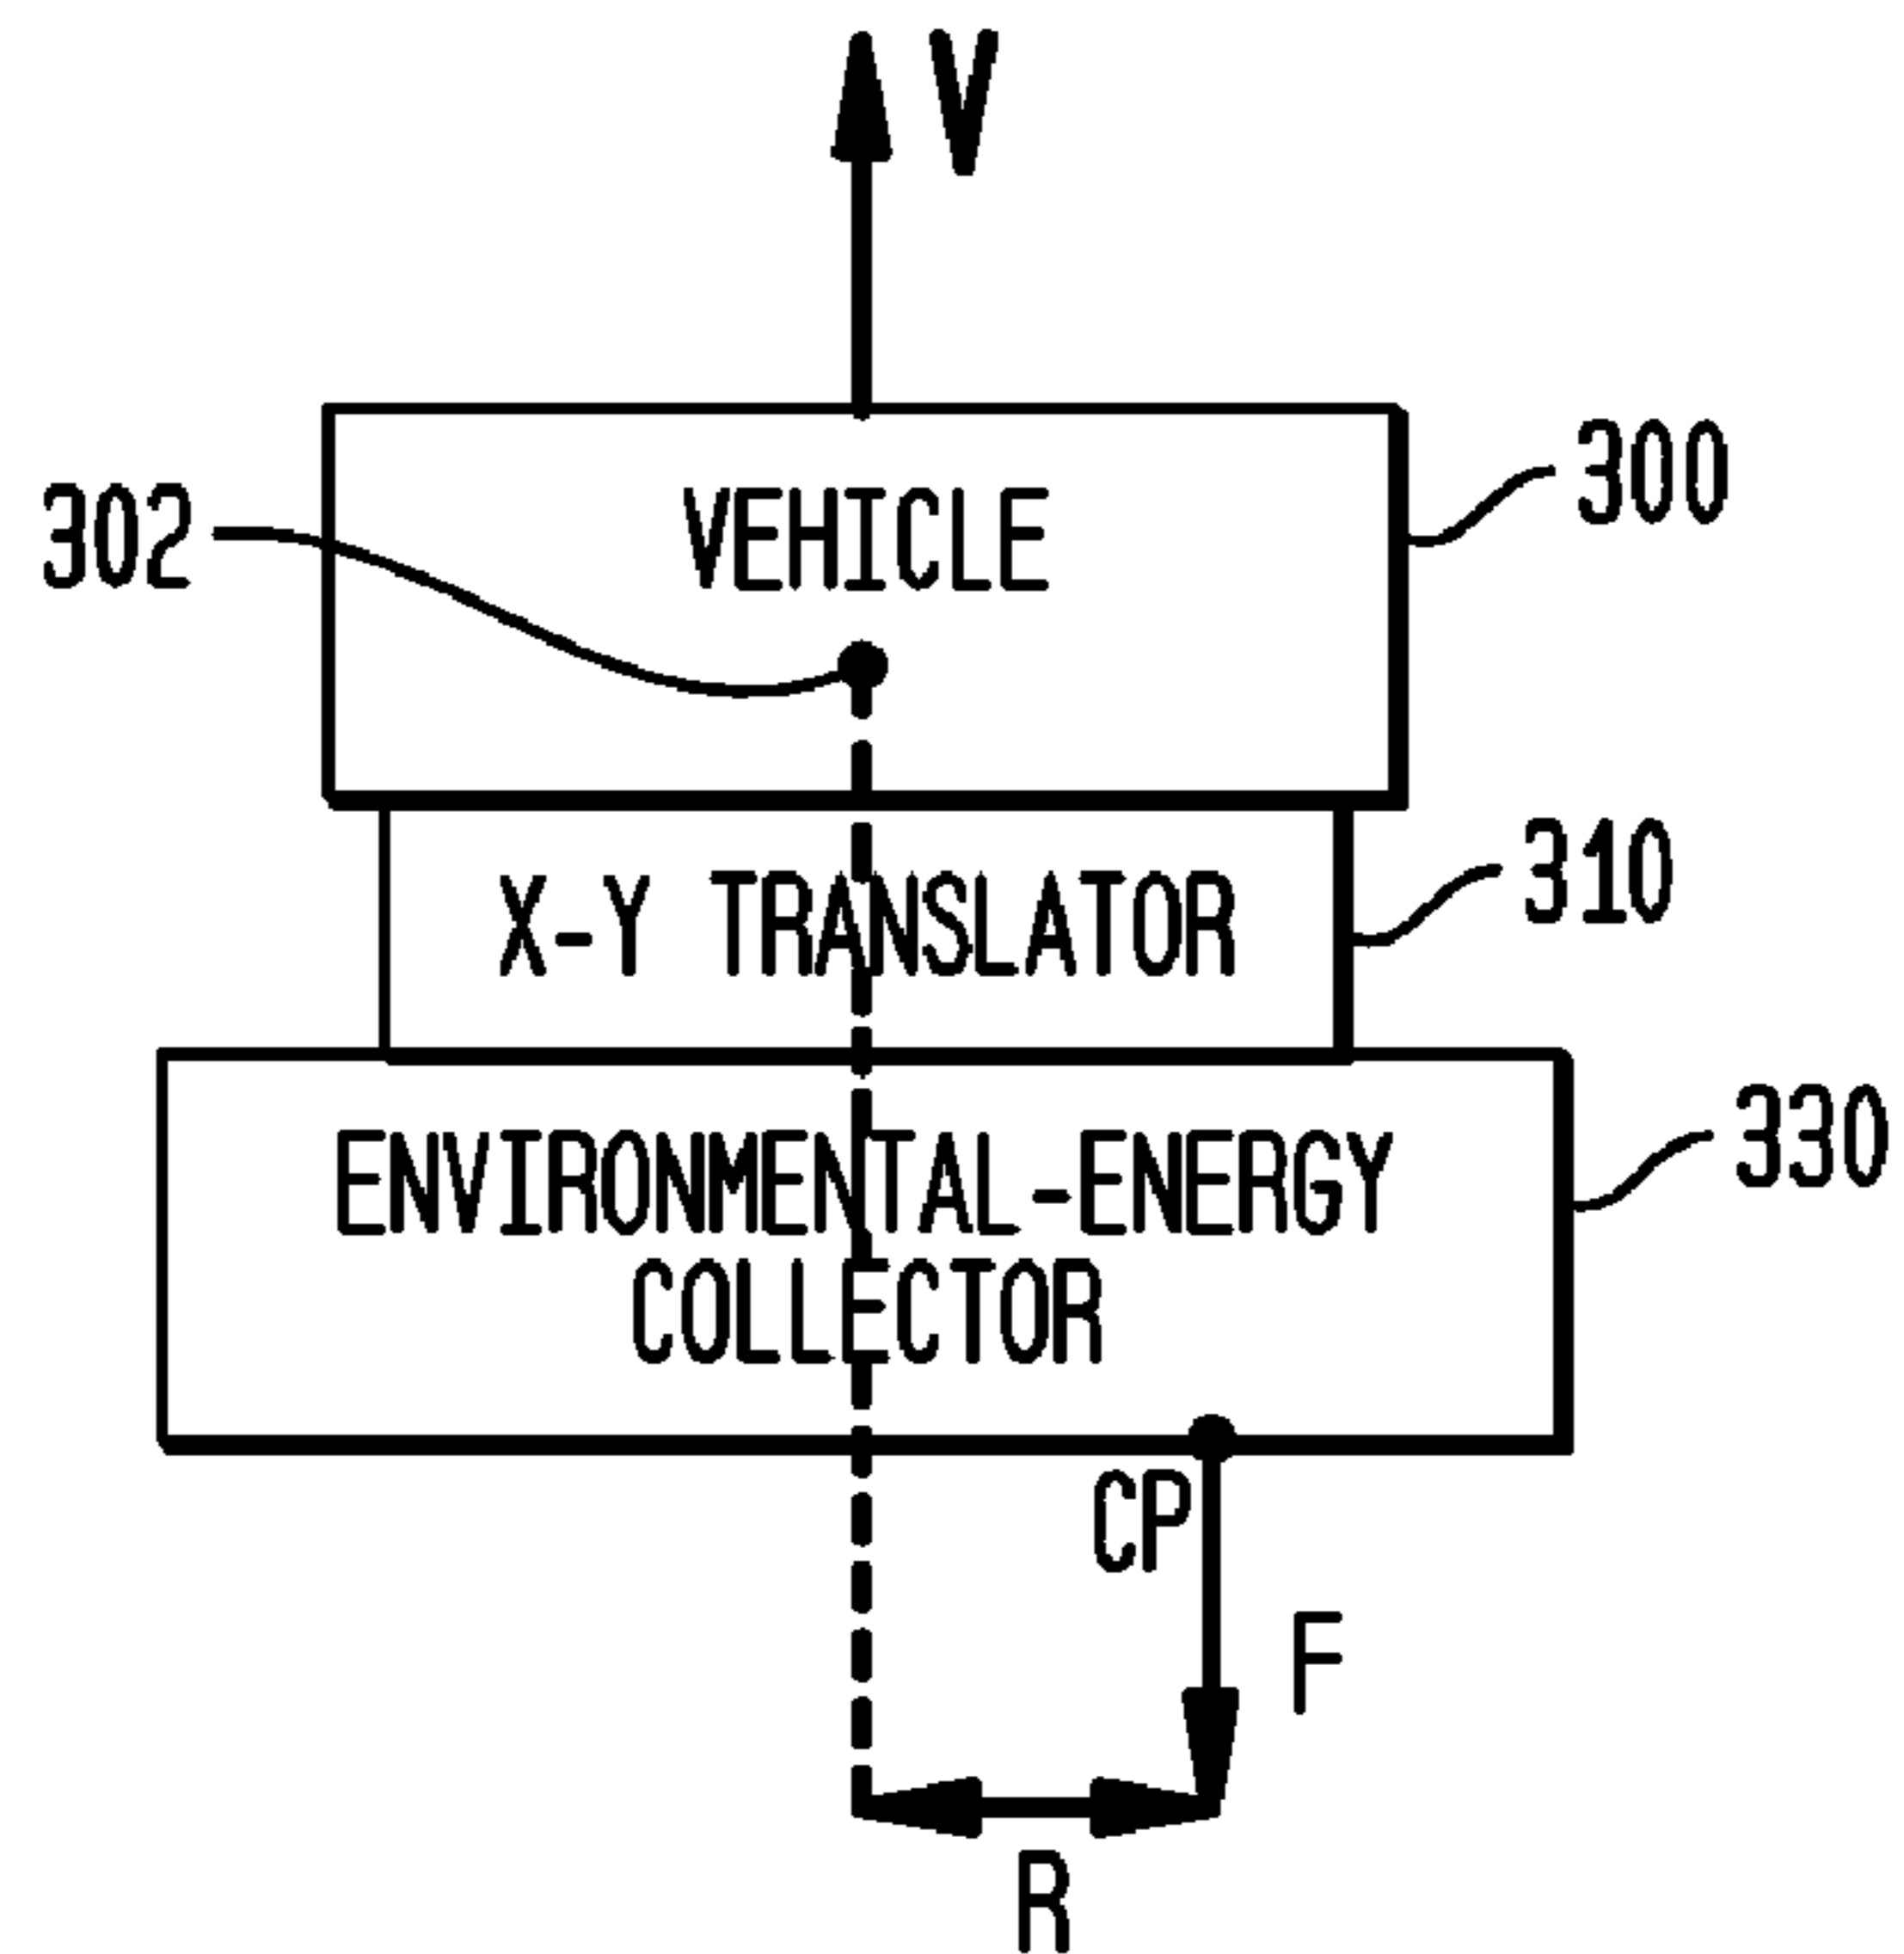 V
300
302
VEHICLE
310
X-Y TRANSLATOR
330
ENVIRONMENTAL-ENERGY
COLLECTOR
CP
F
R